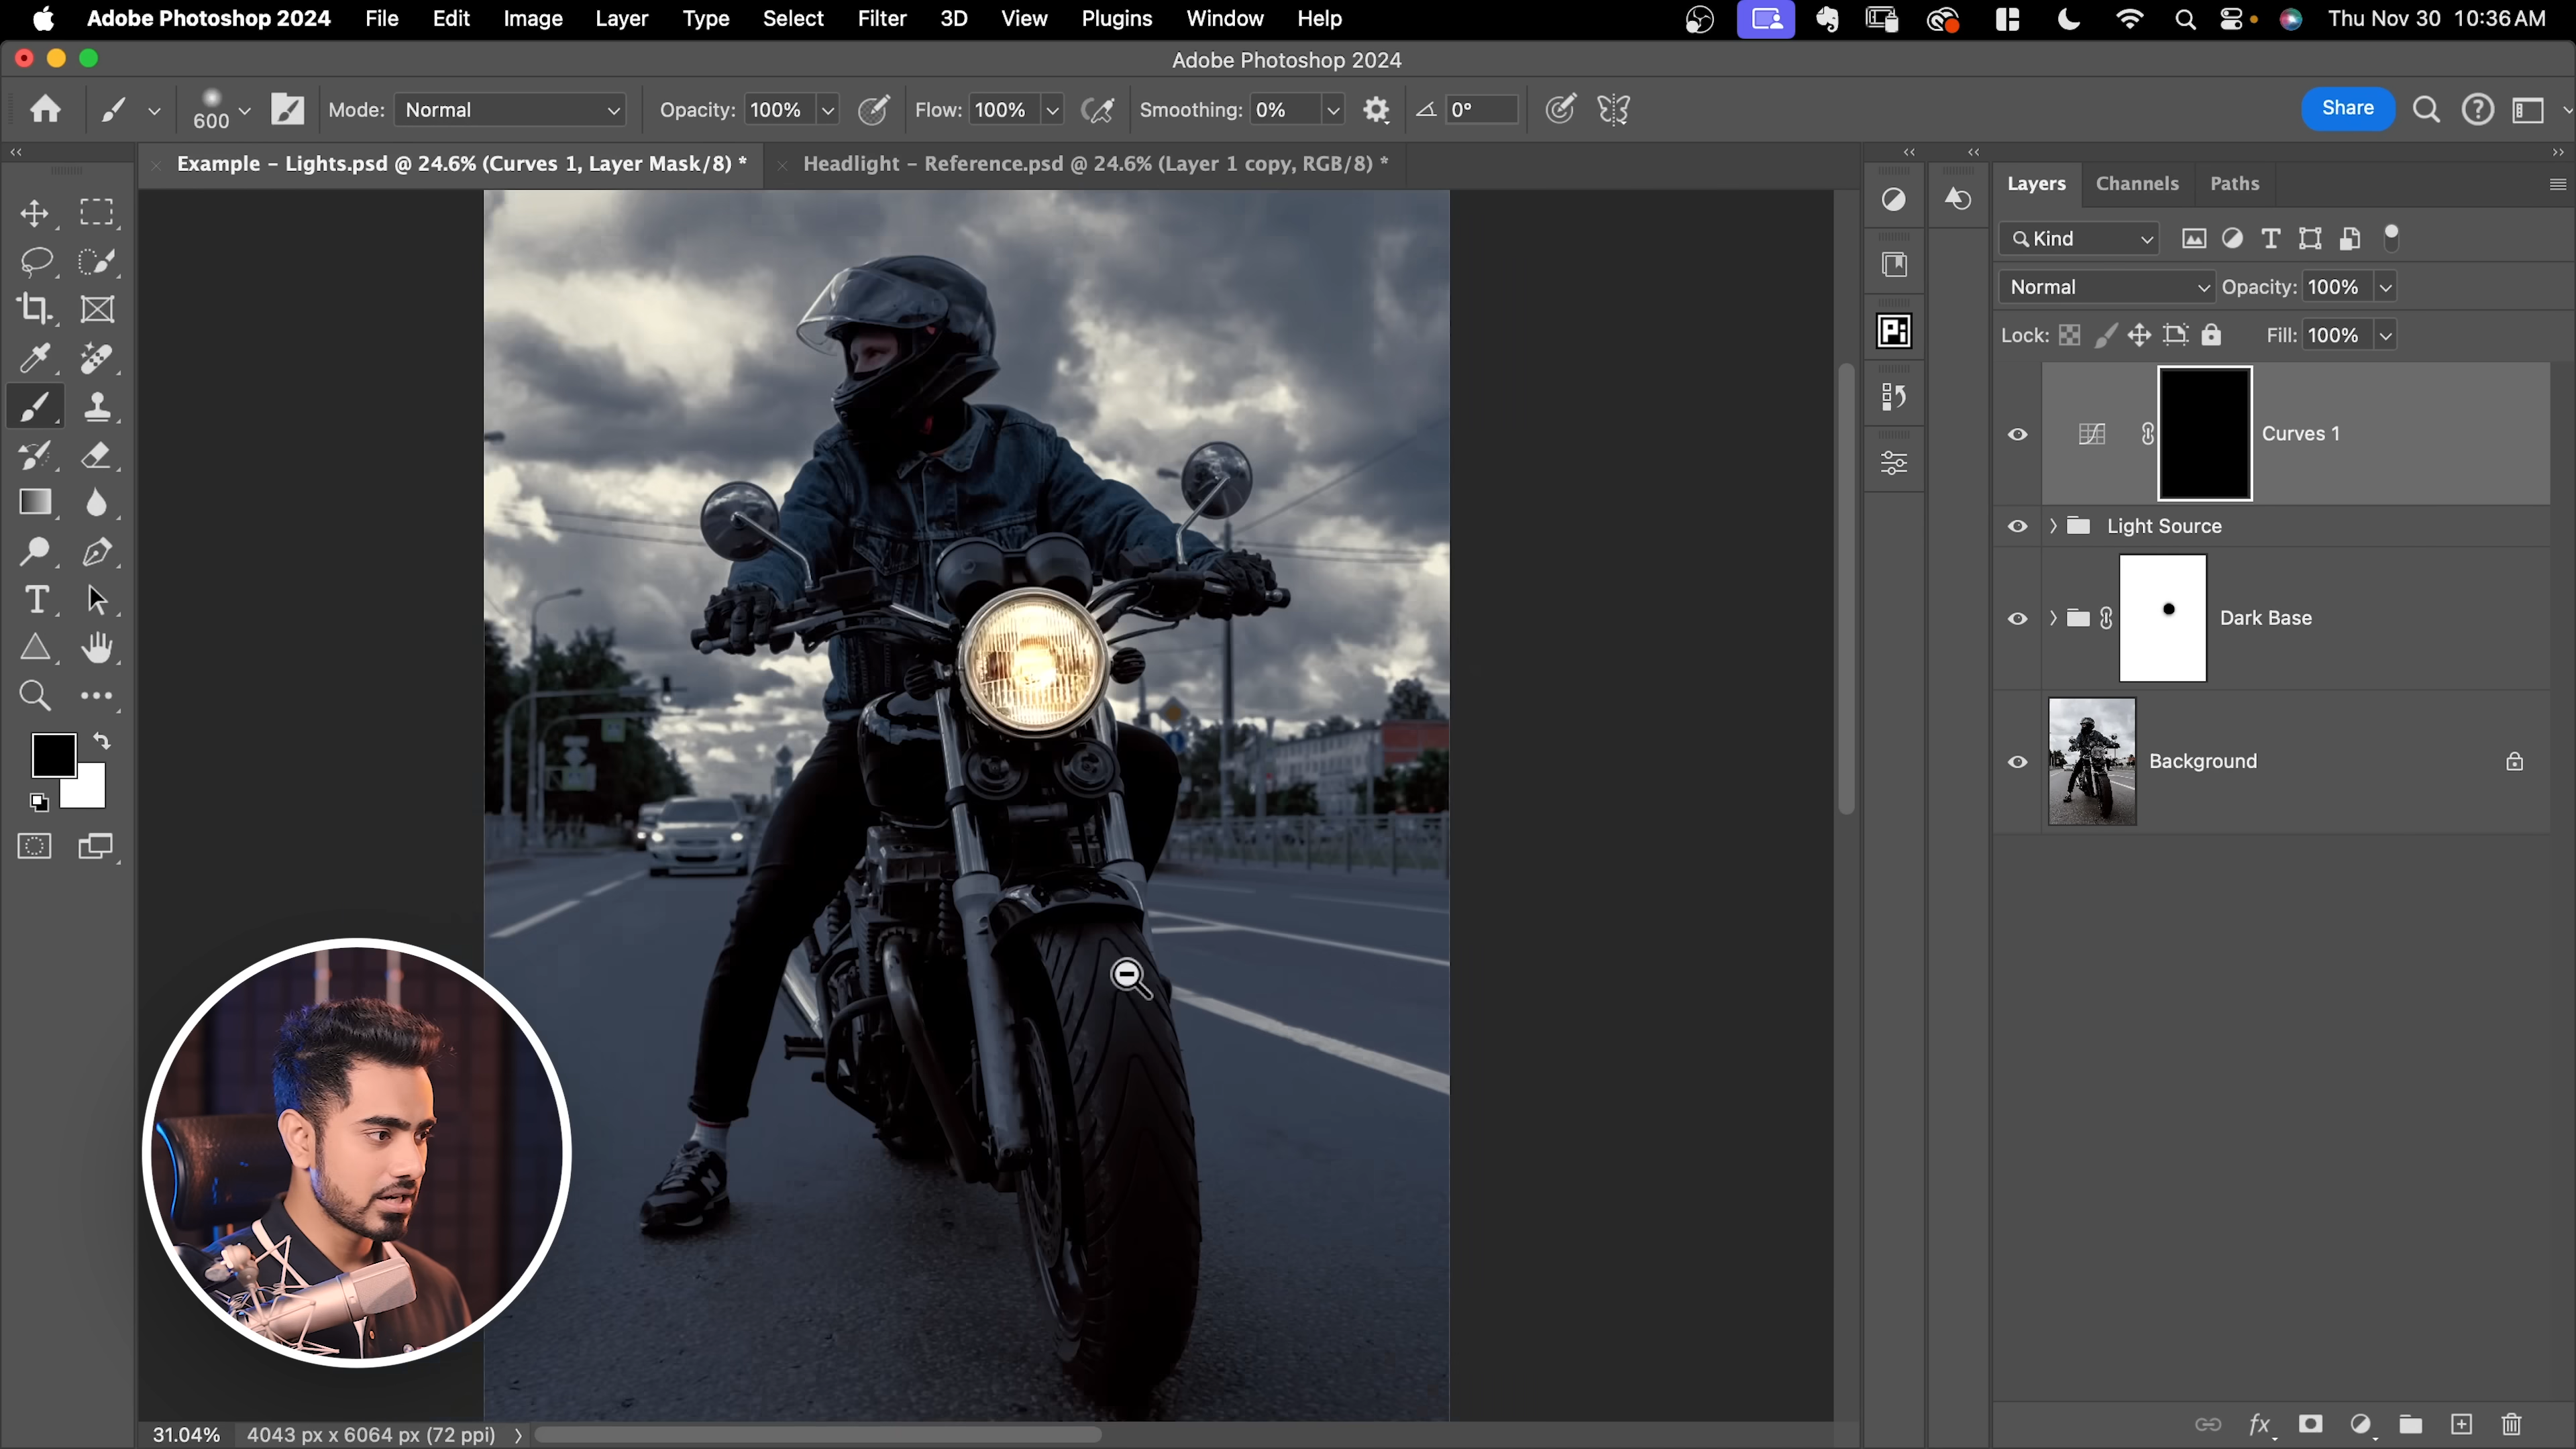 Adobe Photoshop 2024 File Edit Image Layer Type Select Filter 3D View Plugins Window Help Thu Nov 30 10:36 AM
Adobe Photoshop 2024
600 Mode: Normal Opacity: 100% Flow: 100% Smoothing: 0% 0° Share
Example – Lights.psd @ 24.6% (Curves 1, Layer Mask/8) * Headlight – Reference.psd @ 24.6% (Layer 1 copy, RGB/8) *
Layers Channels Paths
Kind
Normal Opacity: 100%
Lock: Fill: 100%
Pi
Curves 1
Light Source
Dark Base
Background
31.04% 4043 px x 6064 px (72 ppi)
fx